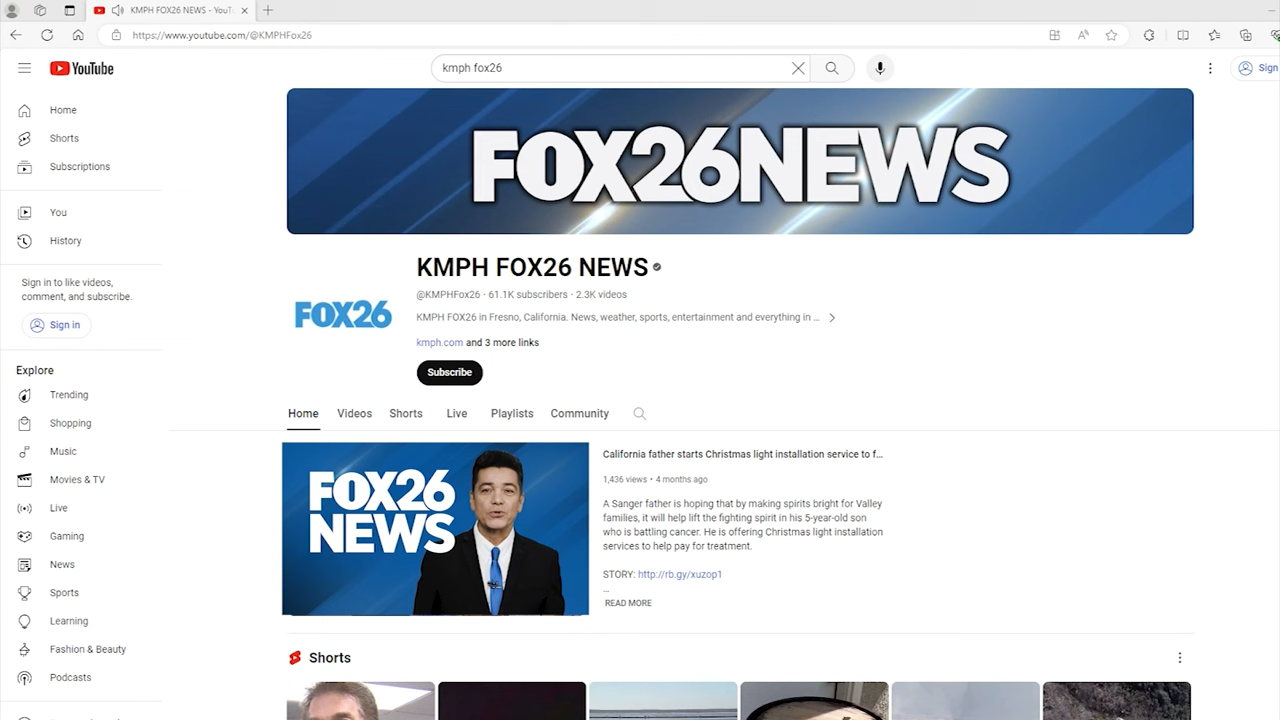 KMPH FOX26 NEWS - YouT
https://www.youtube.com/@KMPHFox26
YouTube
kmph fox26
Sign
Home
Shorts
Subscriptions
You
History
Sign in to like videos,
comment, and subscribe.
Sign in
Explore
Trending
Shopping
Music
Movies & TV
Live
Gaming
News
Sports
Learning
Fashion & Beauty
Podcasts
FOX26NEWS
FOX26
KMPH FOX26 NEWS
@KMPHFox26 · 61.1K subscribers · 2.3K videos
KMPH FOX26 in Fresno, California. News, weather, sports, entertainment and everything in ...
kmph.com and 3 more links
Subscribe
Home Videos Shorts Live Playlists Community
FOX26
NEWS
California father starts Christmas light installation service to f...
1,436 views • 4 months ago
A Sanger father is hoping that by making spirits bright for Valley
families, it will help lift the fighting spirit in his 5-year-old son
who is battling cancer. He is offering Christmas light installation
services to help pay for treatment.
STORY: http://rb.gy/xuzop1
...
READ MORE
Shorts